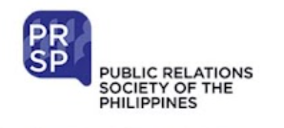 PR
SP
PUBLIC RELATIONS
SOCIETY OF THE
PHILIPPINES